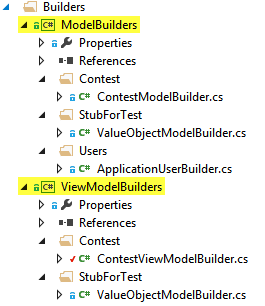 Builders
C# ModelBuilders
Properties
References
Contest
C# ContestModelBuilder.cs
StubForTest
C# ValueObjectModelBuilder.cs
Users
C# ApplicationUserBuilder.cs
C# ViewModelBuilders
Properties
References
Contest
C# ContestViewModelBuilder.cs
StubForTest
C# ValueObjectModelBuilder.cs